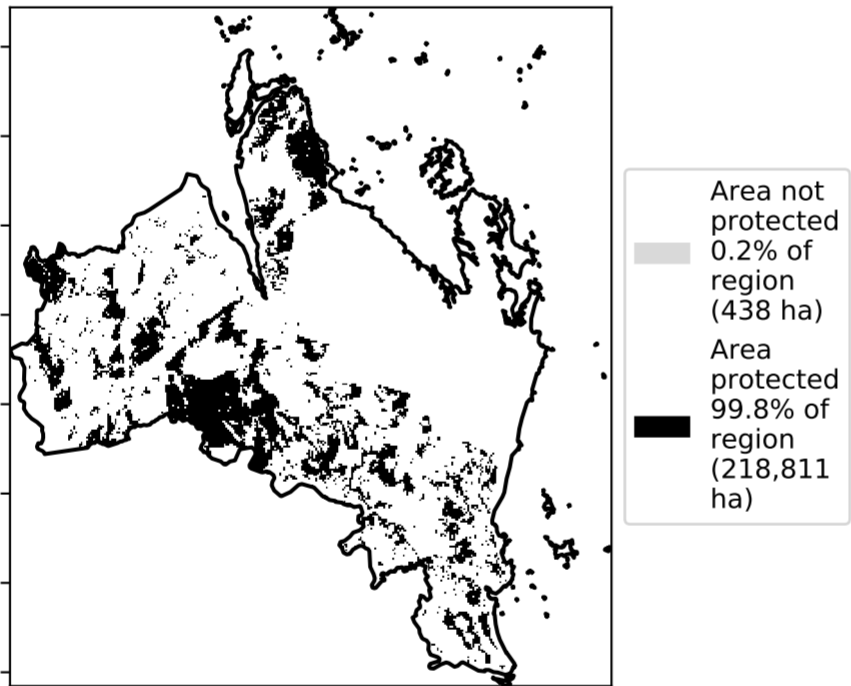 Area not
protected
0.2% of
region
(438 ha)
Area
protected
99.8% of
region
(218,811
ha)